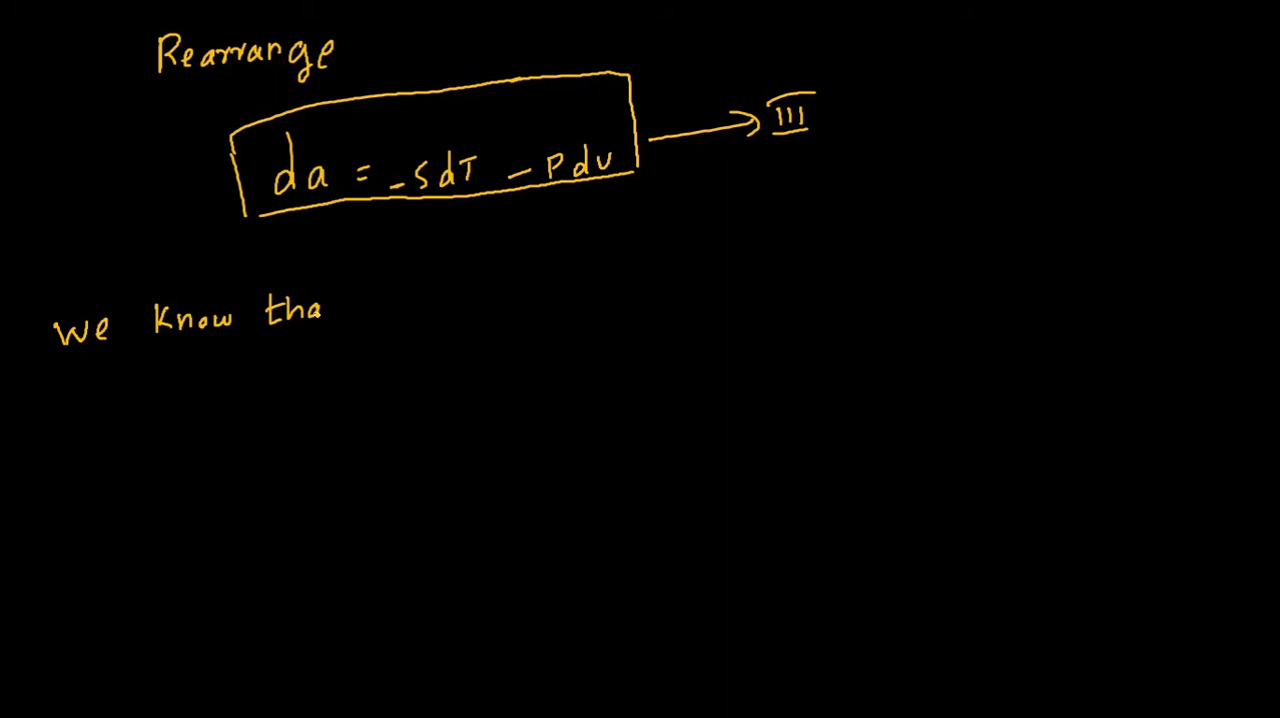 Rearrange
da = -SdT - Pdv → III
We know tha